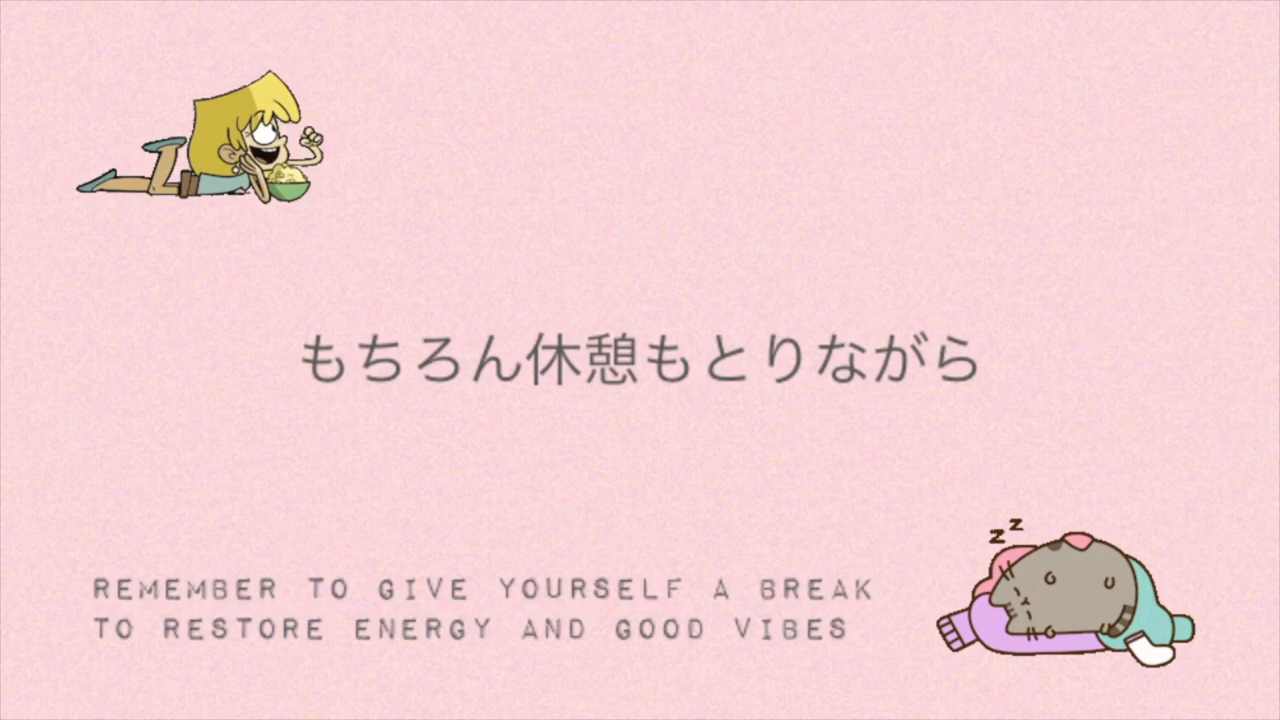 もちろん休憩もとりながら
REMEMBER TO GIVE YOURSELF A BREAK
TO RESTORE ENERGY AND GOOD VIBES
z z